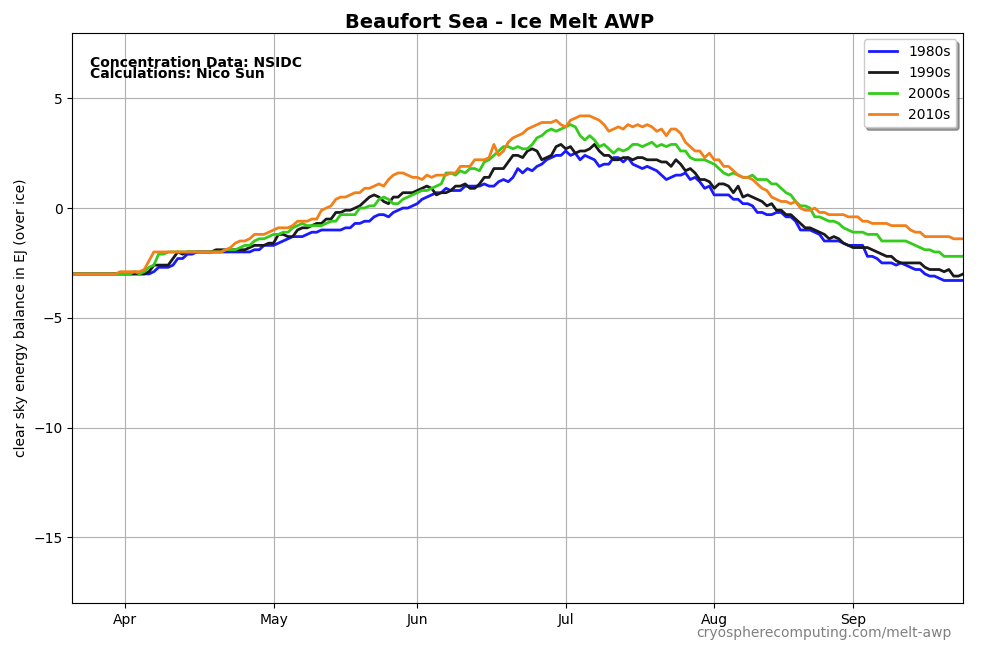 Beaufort Sea - Ice Melt AWP
Concentration Data: NSIDC
Calculations: Nico Sun
1980s
1990s
2000s
2010s
clear sky energy balance in EJ (over ice)
5
0
−5
−10
−15
Apr May Jun Jul Aug Sep
cryospherecomputing.com/melt-awp